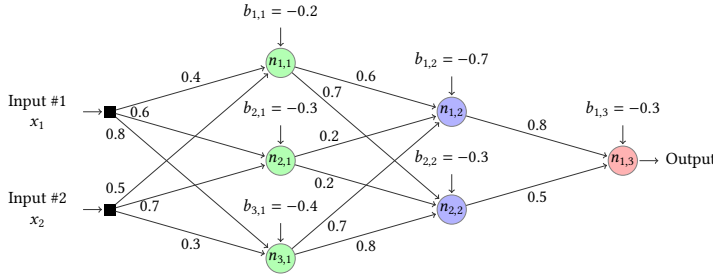 b1,1 = −0.2
n1,1
0.4
0.6
b1,2 = −0.7
0.7
Input #1
x1
0.6
b2,1 = −0.3
n1,2
b1,3 = −0.3
0.8
0.2
0.8
n2,1
b2,2 = −0.3
n1,3
Output
0.5
0.2
Input #2
x2
0.7
b3,1 = −0.4
n2,2
0.5
0.3
0.7
0.8
n3,1